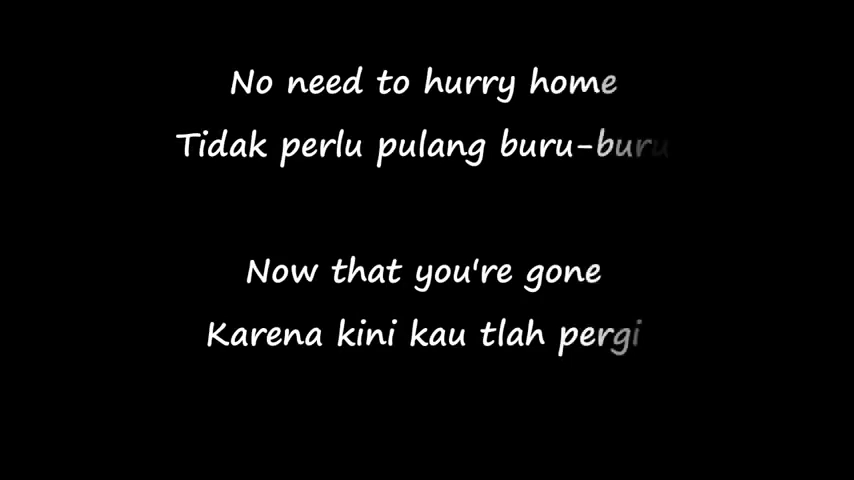 No need to hurry home
Tidak perlu pulang buru-buru
Now that you're gone
Karena kini kau tlah pergi